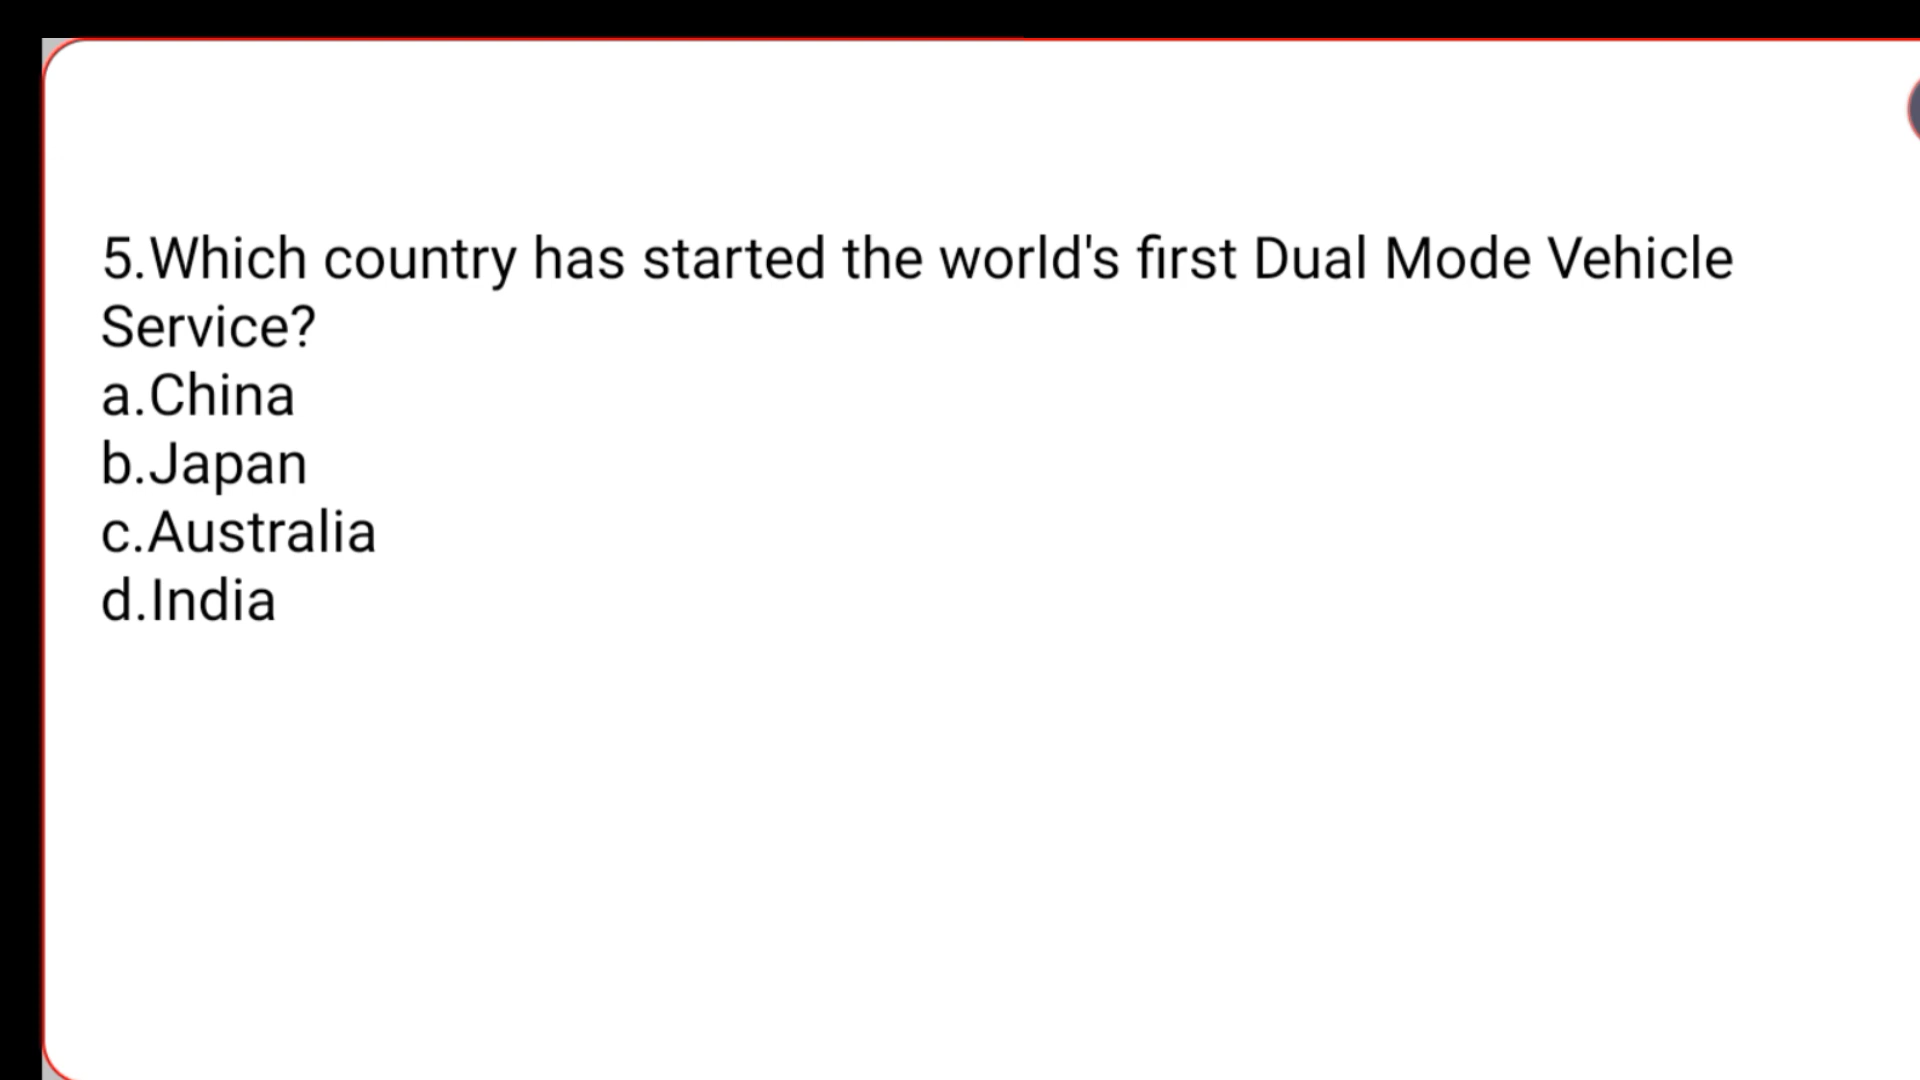 5.Which country has started the world's first Dual Mode Vehicle
Service?
a.China
b.Japan
c.Australia
d.India